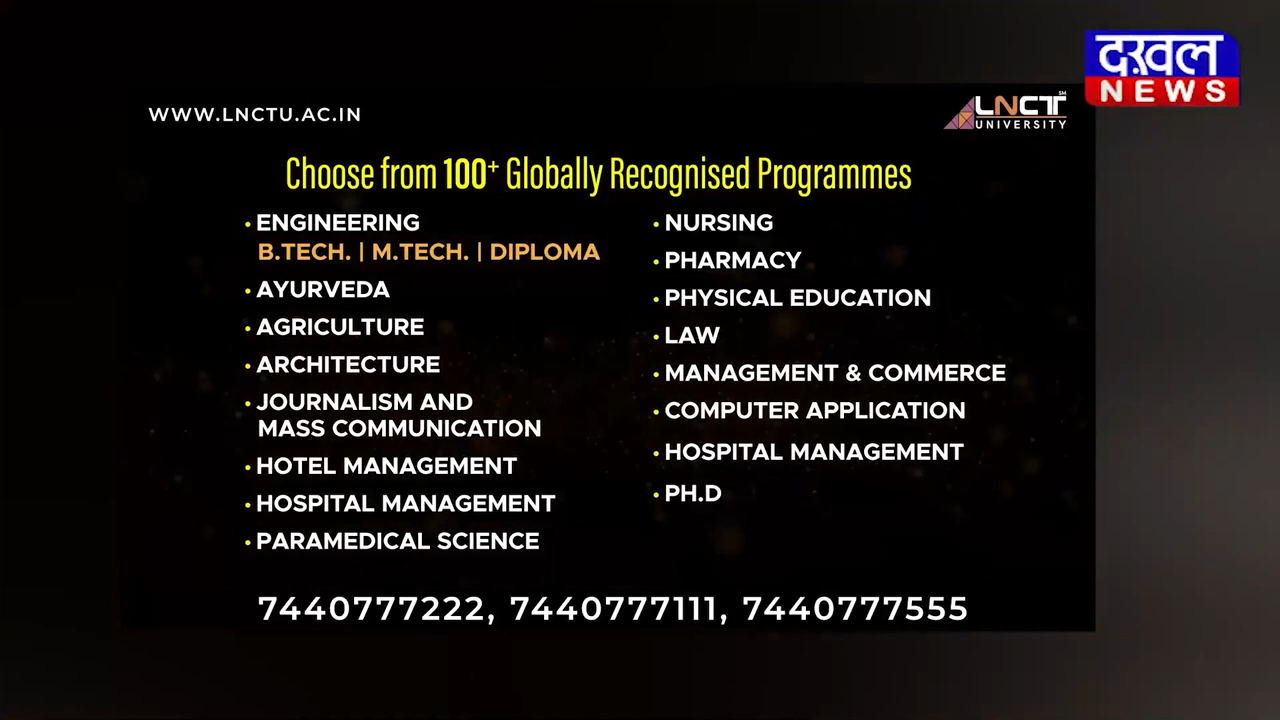 दख़ल
NEWS
WWW.LNCTU.AC.IN
LNCT
SM
UNIVERSITY
Choose from 100+ Globally Recognised Programmes
• ENGINEERING
B.TECH. | M.TECH. | DIPLOMA
• AYURVEDA
• AGRICULTURE
• ARCHITECTURE
• JOURNALISM AND
MASS COMMUNICATION
• HOTEL MANAGEMENT
• HOSPITAL MANAGEMENT
• PARAMEDICAL SCIENCE
• NURSING
• PHARMACY
• PHYSICAL EDUCATION
• LAW
• MANAGEMENT & COMMERCE
• COMPUTER APPLICATION
• HOSPITAL MANAGEMENT
• PH.D
7440777222, 7440777111, 7440777555